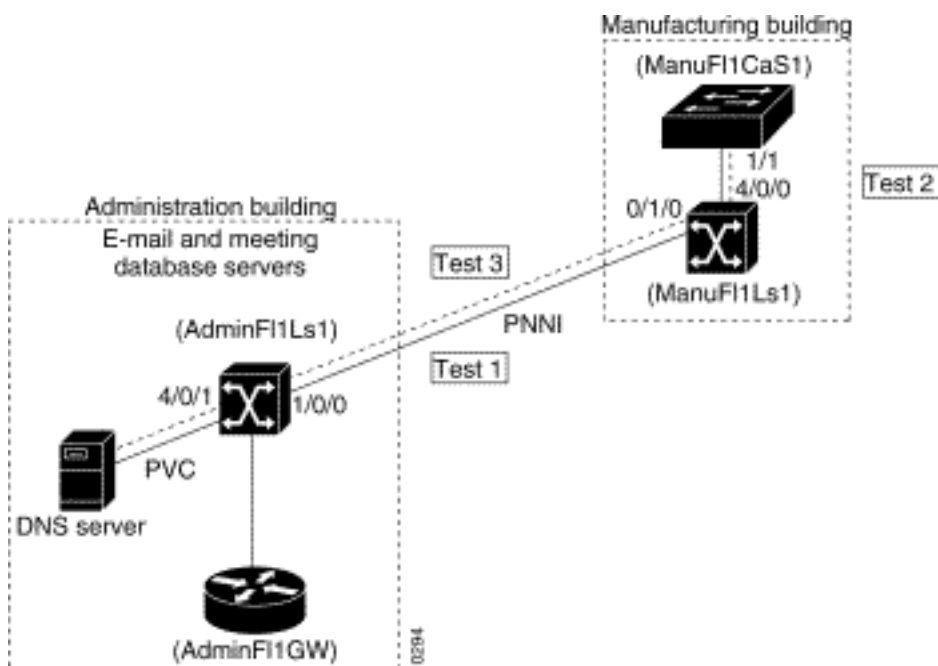 Manufacturing building
(ManuFl1CaS1)
1/1
4/0/0
Test 2
0/1/0
(ManuFl1Ls1)
Administration building
E-mail and meeting
database servers
Test 3
(AdminFl1Ls1)
PNNI
Test 1
4/0/1
1/0/0
PVC
DNS server
(AdminFl1GW)
0294